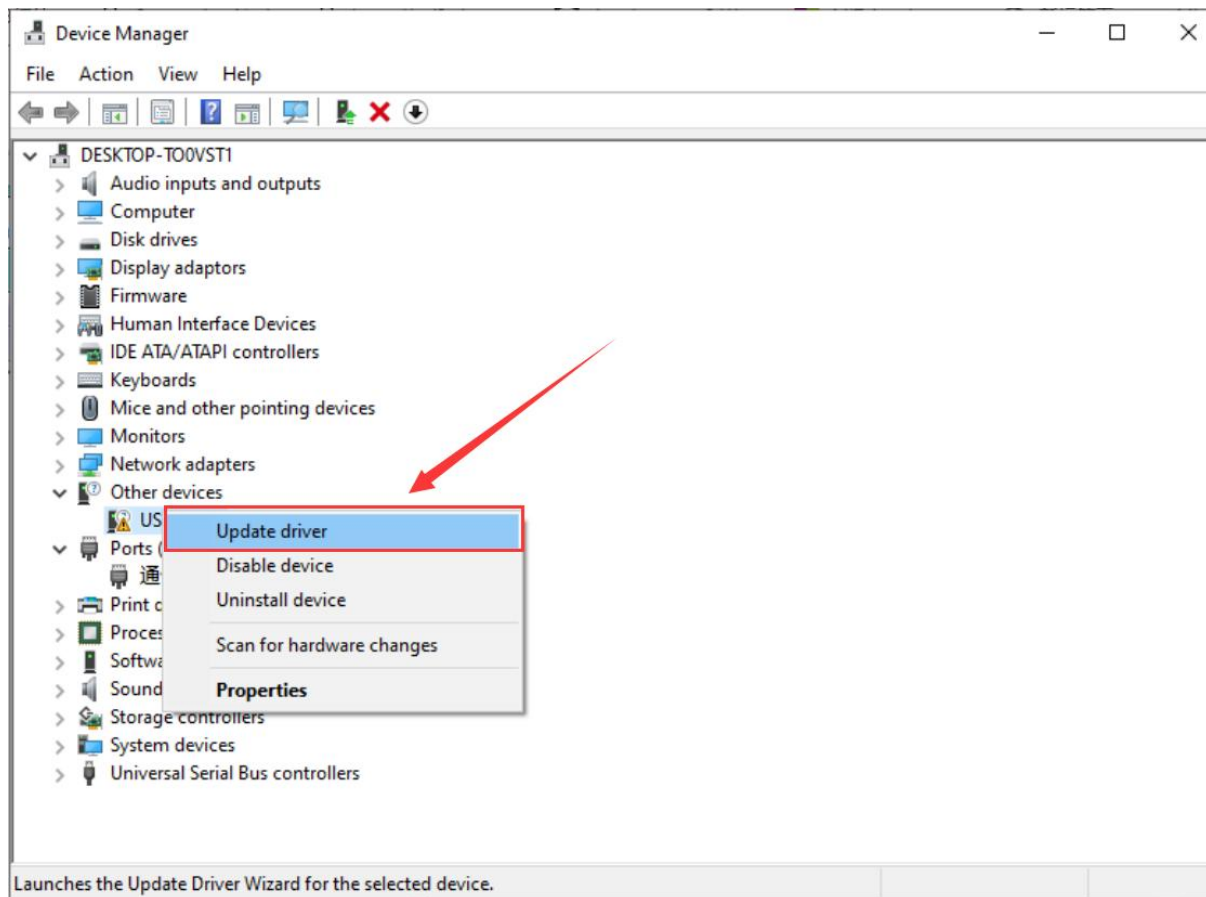 Device Manager
File Action View Help
DESKTOP-TO0VST1
Audio inputs and outputs
Computer
Disk drives
Display adaptors
Firmware
Human Interface Devices
IDE ATA/ATAPI controllers
Keyboards
Mice and other pointing devices
Monitors
Network adapters
Other devices
US
Update driver
Ports (
Disable device
通
Uninstall device
Print
Proces
Scan for hardware changes
Softwa
Sound
Properties
Storage controllers
System devices
Universal Serial Bus controllers
Launches the Update Driver Wizard for the selected device.